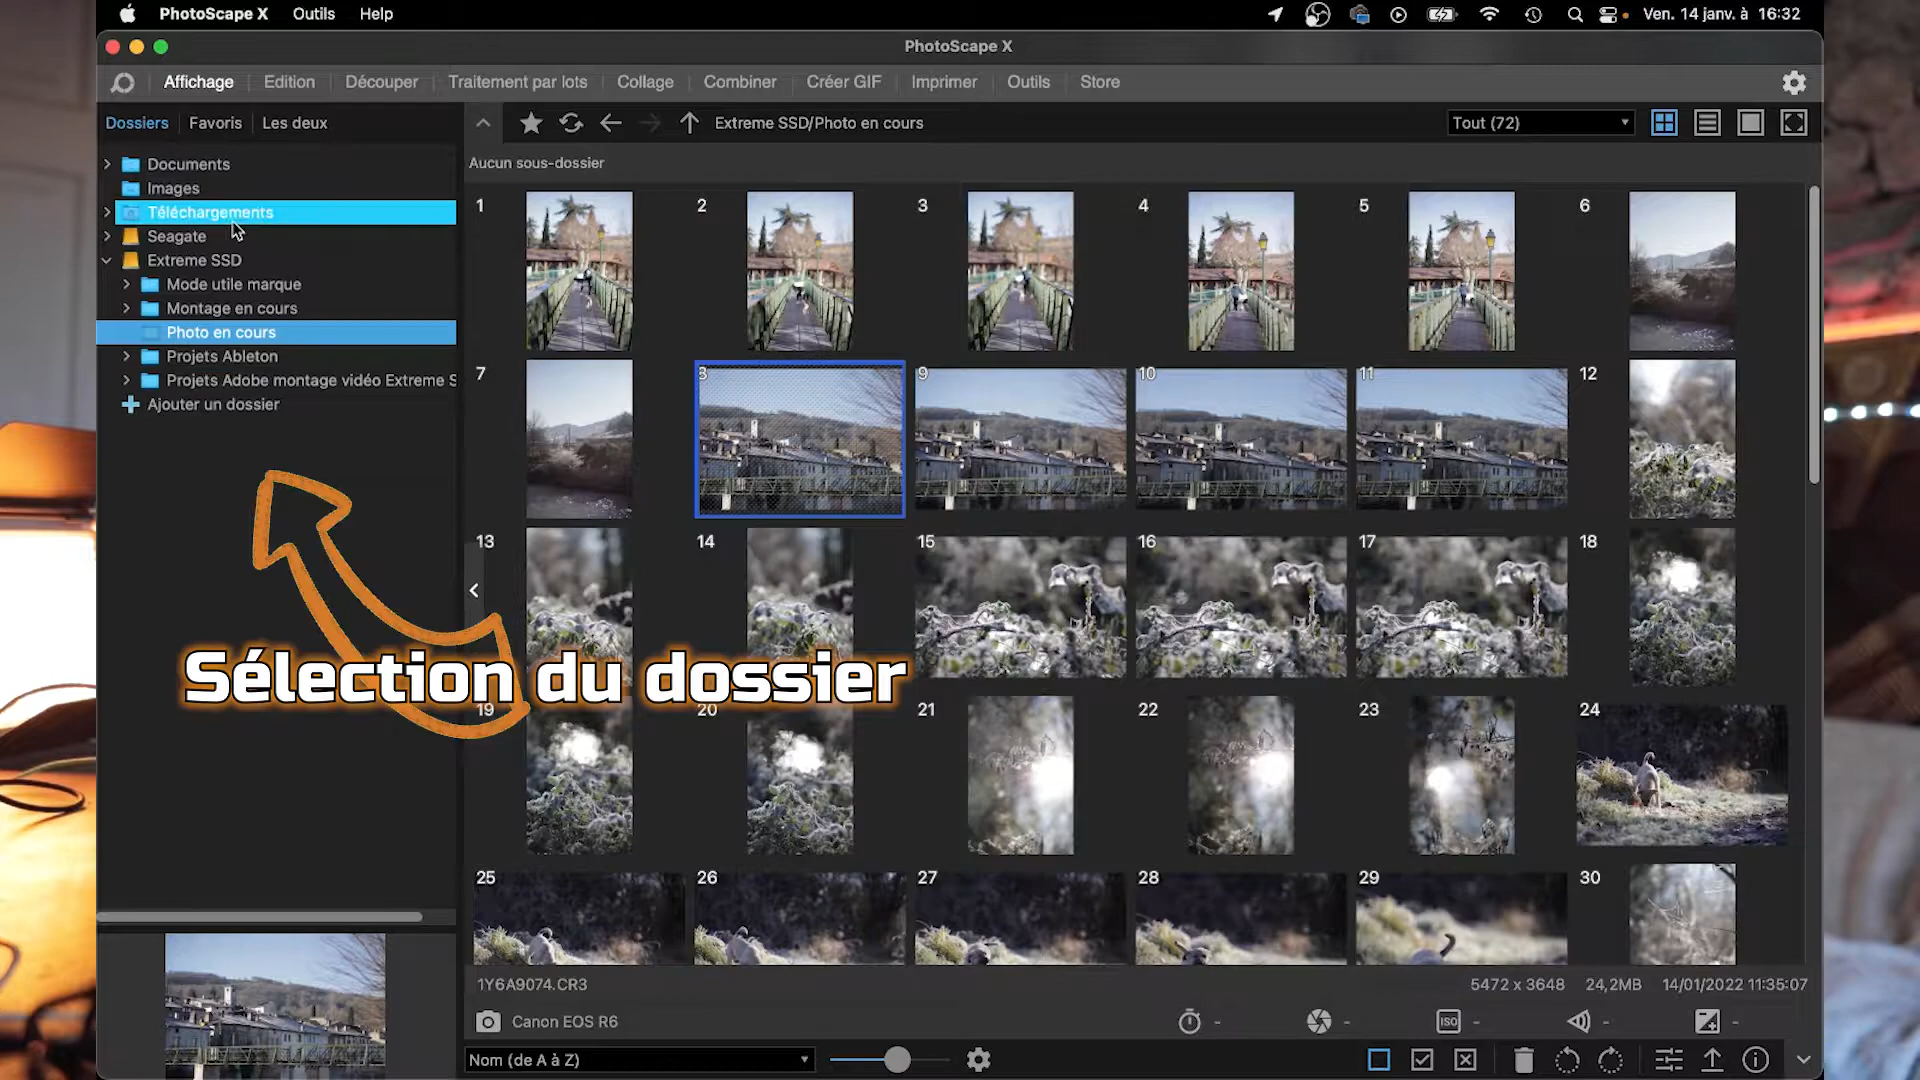 PhotoScape X Outils Help Ven. 14 janv. à 16:32
PhotoScape X
Affichage Edition Découper Traitement par lots Collage Combiner Créer GIF Imprimer Outils Store
Dossiers Favoris Les deux Extreme SSD/Photo en cours Tout (72)
Aucun sous-dossier
Documents
Images
Téléchargements
Seagate
Extreme SSD
Mode utile marque
Montage en cours
Photo en cours
Projets Ableton
Projets Adobe montage vidéo Extreme S
Ajouter un dossier
1 2 3 4 5 6
7 8 9 10 11 12
13 14 15 16 17 18
Sélection du dossier
19 20 21 22 23 24
25 26 27 28 29 30
1Y6A9074.CR3 5472 x 3648 24,2MB 14/01/2022 11:35:07
Canon EOS R6 - - ISO - - -
Nom (de A à Z)